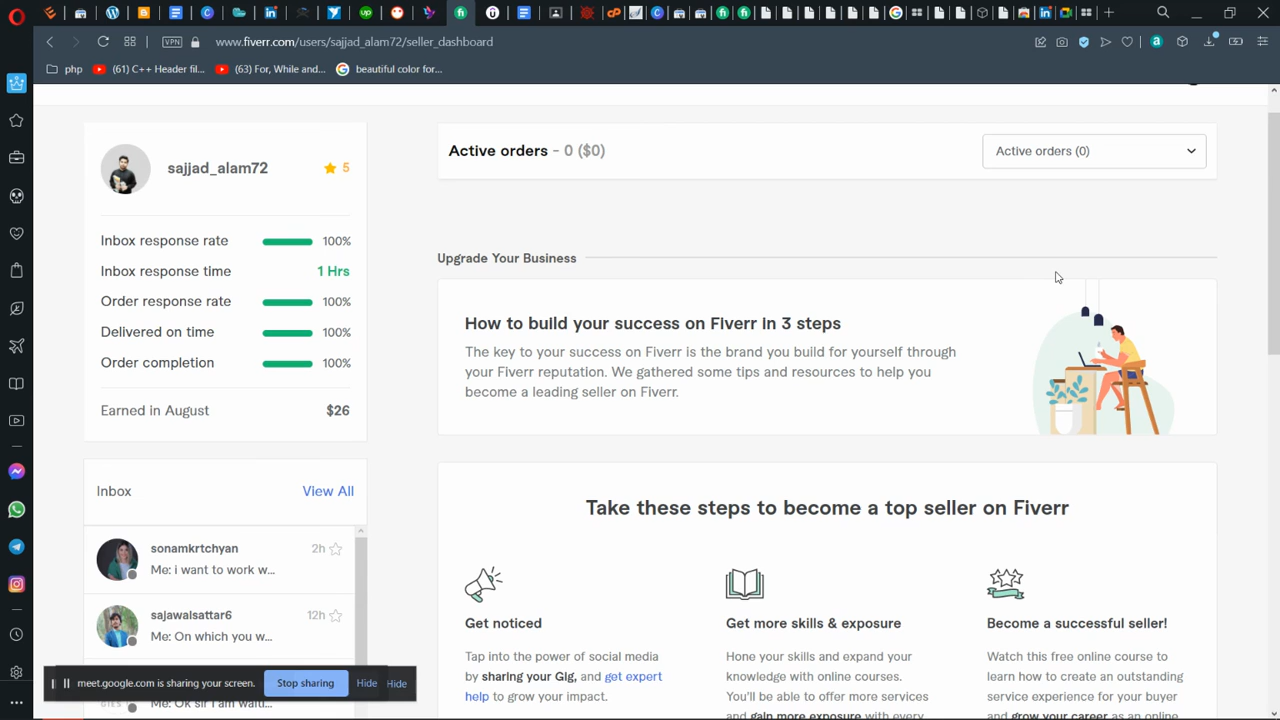 www.fiverr.com/users/sajjad_alam72/seller_dashboard
VPN
php
(61) C++ Header fil...
(63) For, While and...
beautiful color for...
sajjad_alam72
5
Inbox response rate
100%
Inbox response time
1 Hrs
Order response rate
100%
Delivered on time
100%
Order completion
100%
Earned in August
$26
Inbox
View All
sonamkrtchyan
2h
Me: i want to work w...
sajawalsattar6
12h
Me: On which you w...
meet.google.com is sharing your screen.
Stop sharing
Hide
Hide
Active orders - 0 ($0)
Active orders (0)
Upgrade Your Business
How to build your success on Fiverr in 3 steps
The key to your success on Fiverr is the brand you build for yourself through
your Fiverr reputation. We gathered some tips and resources to help you
become a leading seller on Fiverr.
Take these steps to become a top seller on Fiverr
Get noticed
Tap into the power of social media
by sharing your Gig, and get expert
help to grow your impact.
Get more skills & exposure
Hone your skills and expand your
knowledge with online courses.
You'll be able to offer more services
and gain more exposure with every
Become a successful seller!
Watch this free online course to
learn how to create an outstanding
service experience for your buyer
and grow your career as an online